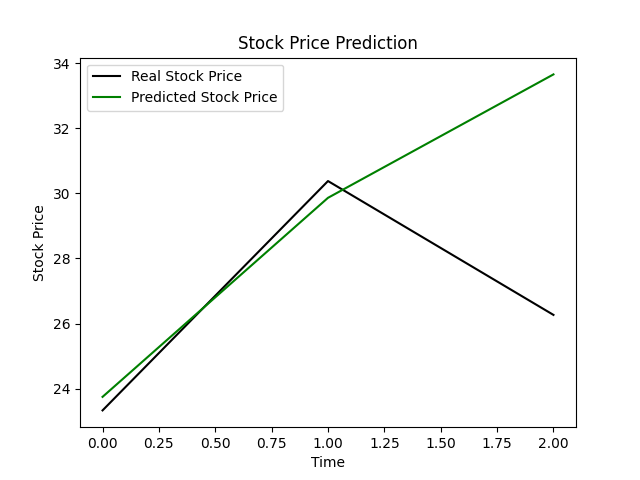 Stock Price Prediction
Real Stock Price
Predicted Stock Price
34
32
30
28
26
24
Stock Price
0.00 0.25 0.50 0.75 1.00 1.25 1.50 1.75 2.00
Time